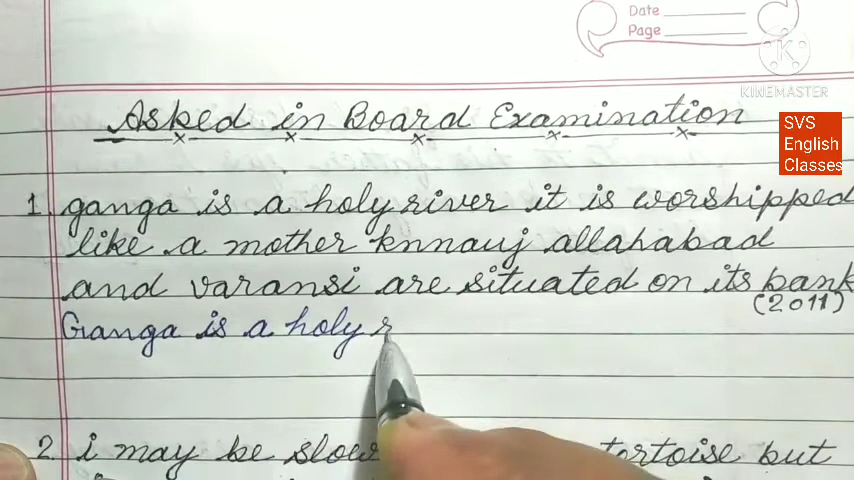 Date
Page
KINEMASTER
Asked in Board Examination
SVS
English
Classes
1. ganga is a holy river it is worshipped
like a mother knnauj allahabad
and varansi are situated on its bank
(2011)
Ganga is a holy r
2. i may be slow tortoise but